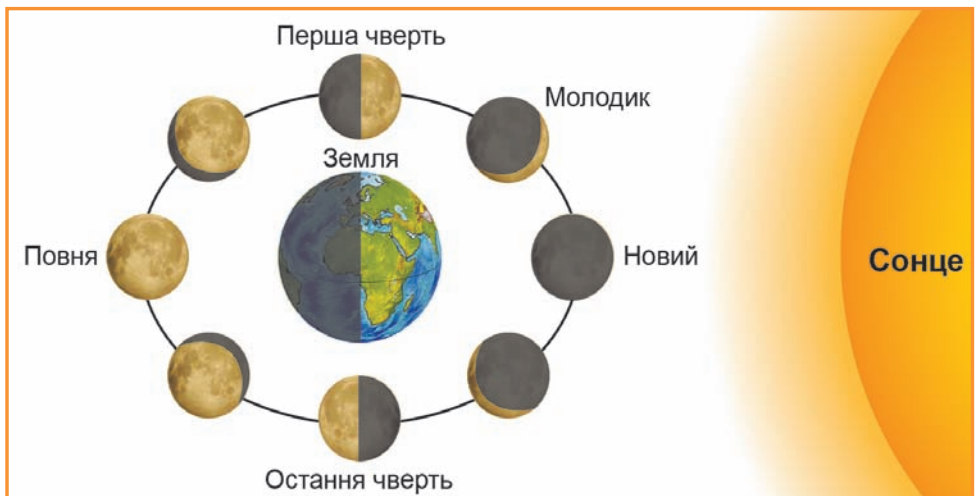 Перша чверть
Молодик
Земля
Повня
Новий
Сонце
Остання чверть